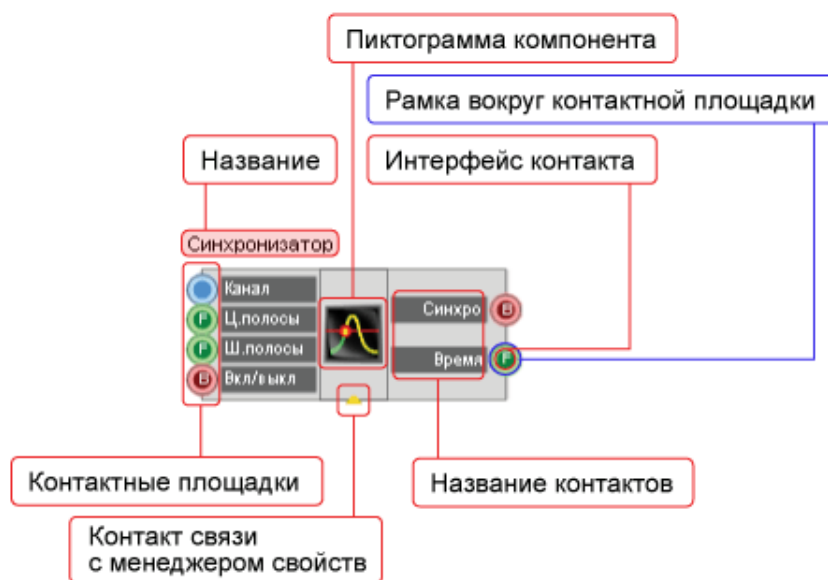 Пиктограмма компонента
Рамка вокруг контактной площадки
Название
Интерфейс контакта
Синхронизатор
Канал
F Ц.полосы
F Ш.полосы
B Вкл/выкл
Синхро B
Время F
Контактные площадки
Название контактов
Контакт связи
с менеджером свойств